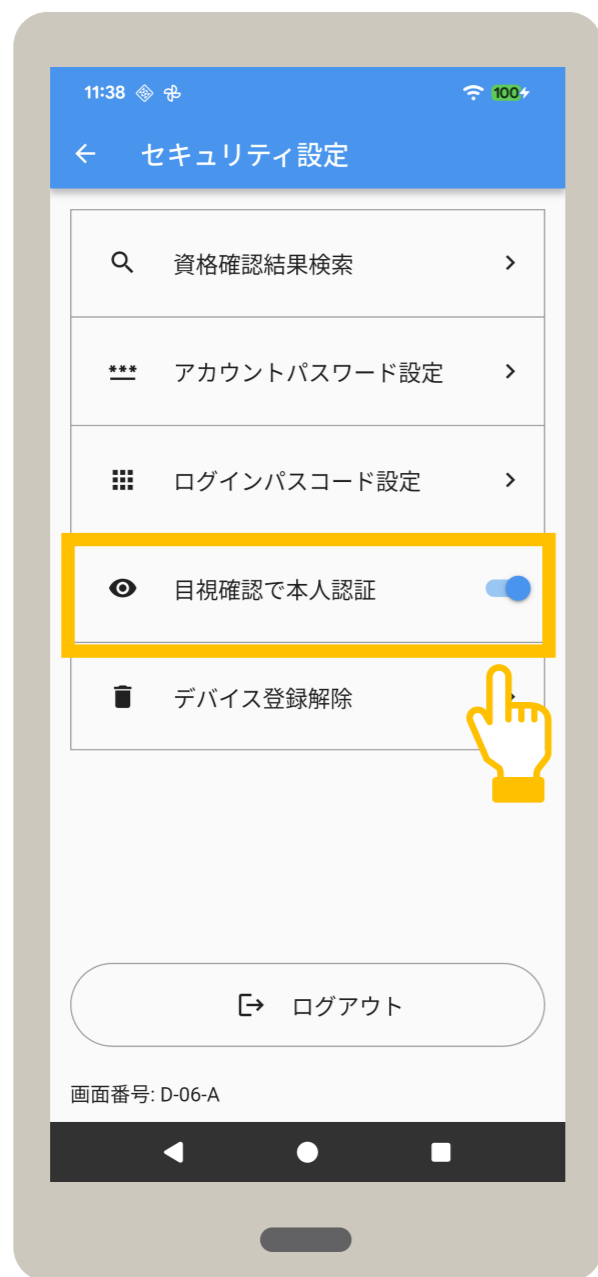 11:38
100
セキュリティ設定
資格確認結果検索
*** アカウントパスワード設定
ログインパスコード設定
目視確認で本人認証
デバイス登録解除
ログアウト
画面番号: D-06-A